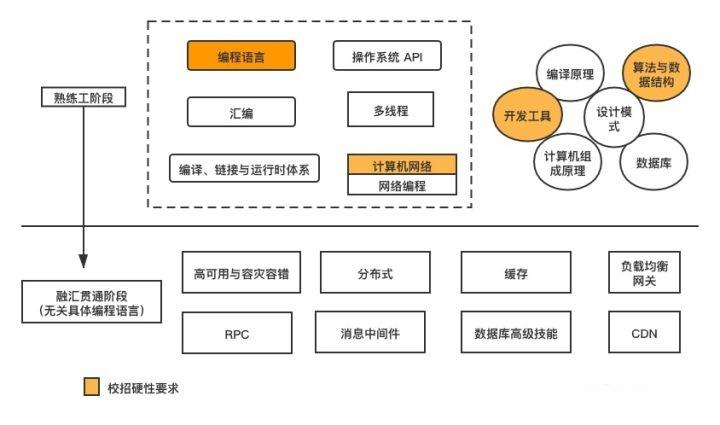 编程语言
操作系统 API
编译原理
算法与数
据结构
熟练工阶段
汇编
多线程
开发工具
设计模
式
编译、链接与运行时体系
计算机网络
网络编程
计算机组
成原理
数据库
融汇贯通阶段
(无关具体编程语言)
高可用与容灾容错
分布式
缓存
负载均衡
网关
RPC
消息中间件
数据库高级技能
CDN
校招硬性要求